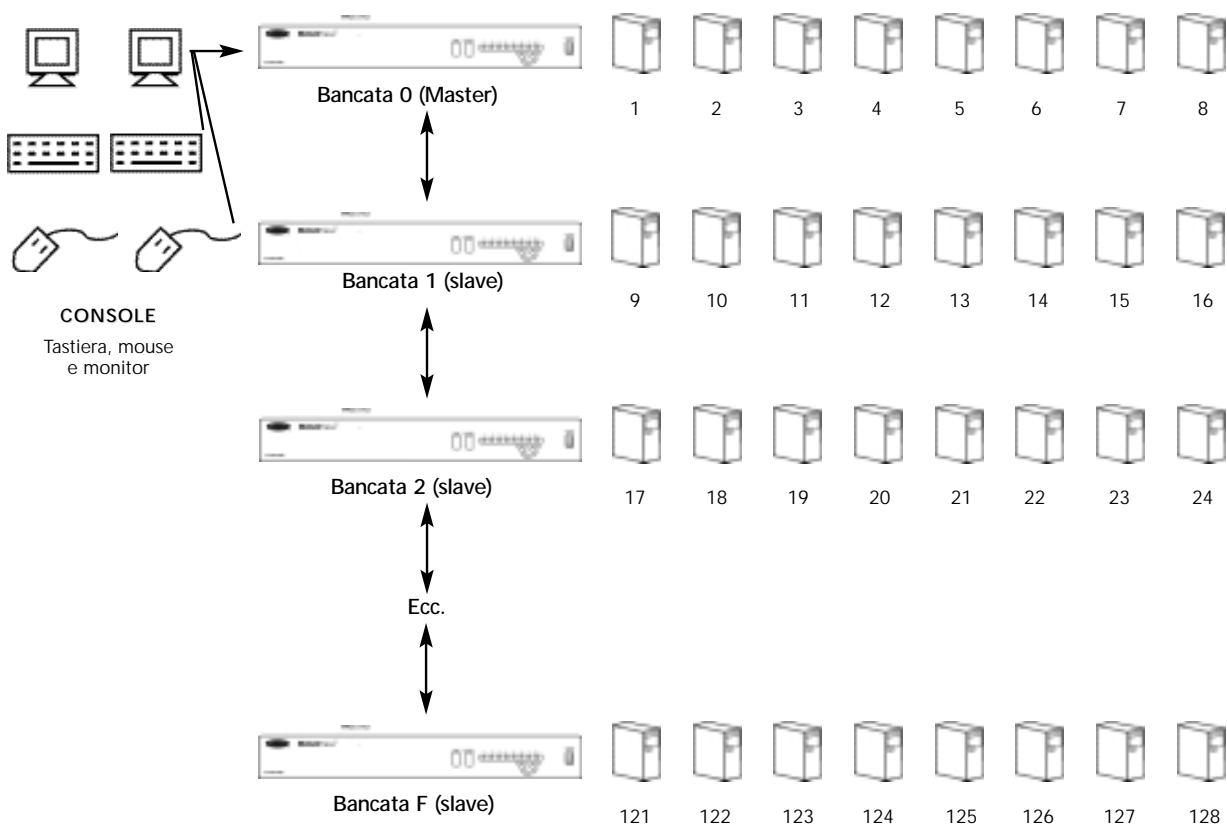 Bancata 0 (Master)
1 2 3 4 5 6 7 8
Bancata 1 (slave)
9 10 11 12 13 14 15 16
CONSOLE
Tastiera, mouse
e monitor
Bancata 2 (slave)
17 18 19 20 21 22 23 24
Ecc.
Bancata F (slave)
121 122 123 124 125 126 127 128